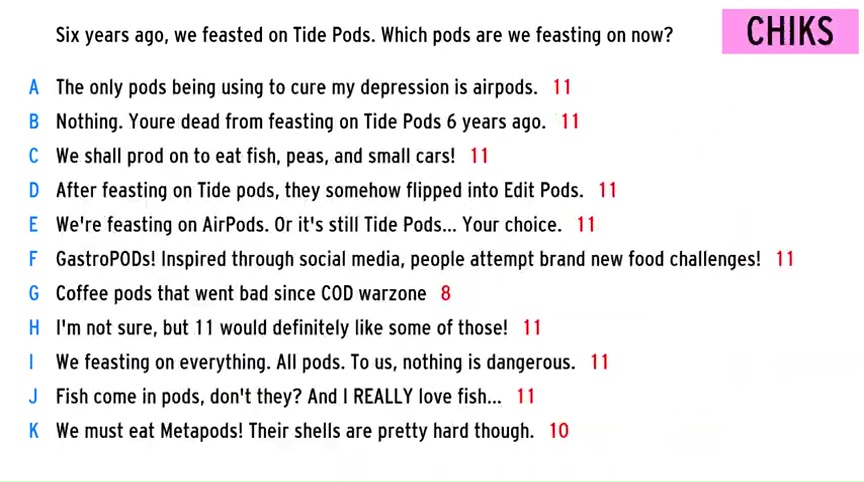 Six years ago, we feasted on Tide Pods. Which pods are we feasting on now?
CHIKS
A The only pods being using to cure my depression is airpods. 11
B Nothing. Youre dead from feasting on Tide Pods 6 years ago. 11
C We shall prod on to eat fish, peas, and small cars! 11
D After feasting on Tide pods, they somehow flipped into Edit Pods. 11
E We're feasting on AirPods. Or it's still Tide Pods... Your choice. 11
F GastroPODs! Inspired through social media, people attempt brand new food challenges! 11
G Coffee pods that went bad since COD warzone 8
H I'm not sure, but 11 would definitely like some of those! 11
I We feasting on everything. All pods. To us, nothing is dangerous. 11
J Fish come in pods, don't they? And I REALLY love fish... 11
K We must eat Metapods! Their shells are pretty hard though. 10